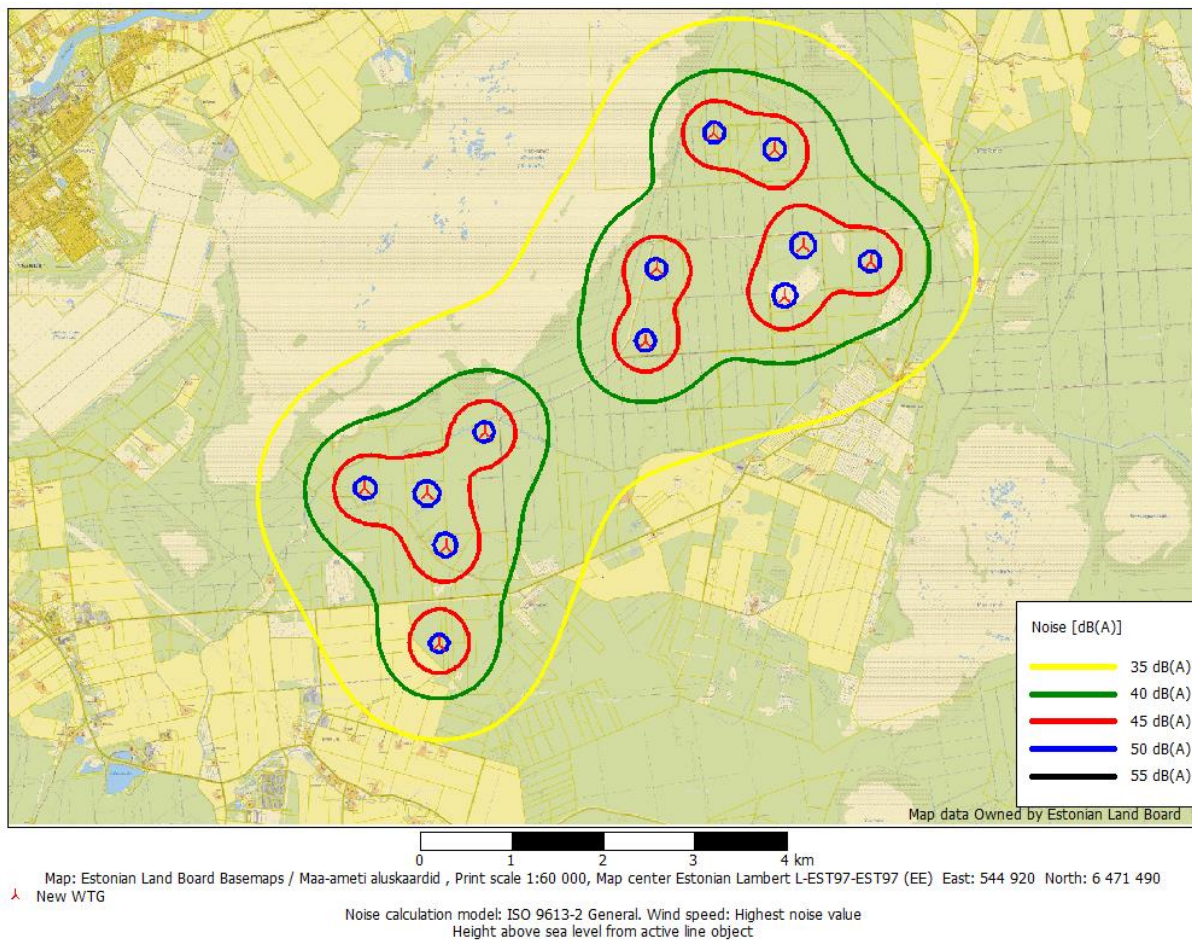 Noise [dB(A)]
35 dB(A)
40 dB(A)
45 dB(A)
50 dB(A)
55 dB(A)
Map data Owned by Estonian Land Board
0 1 2 3 4 km
Map: Estonian Land Board Basemaps / Maa-ameti aluskaardid , Print scale 1:60 000, Map center Estonian Lambert L-EST97-EST97 (EE) East: 544 920 North: 6 471 490
New WTG
Noise calculation model: ISO 9613-2 General. Wind speed: Highest noise value
Height above sea level from active line object